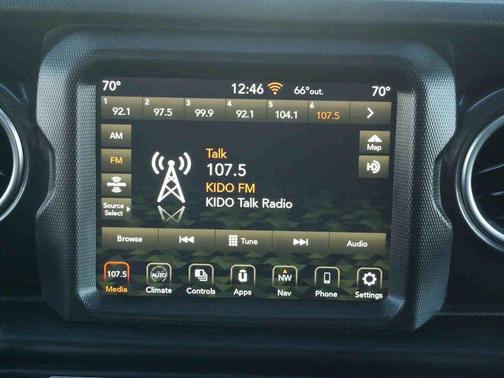 70° 12:46 66°out. 70°
1 2 3 4 5 6
92.1 97.5 99.9 92.1 104.1 107.5
AM
Map
Talk
FM
107.5
HD
KIDO FM
KIDO Talk Radio
Source
Select
Browse Tune Audio
107.5 AUTO NW
Media Climate Controls Apps Nav Phone Settings